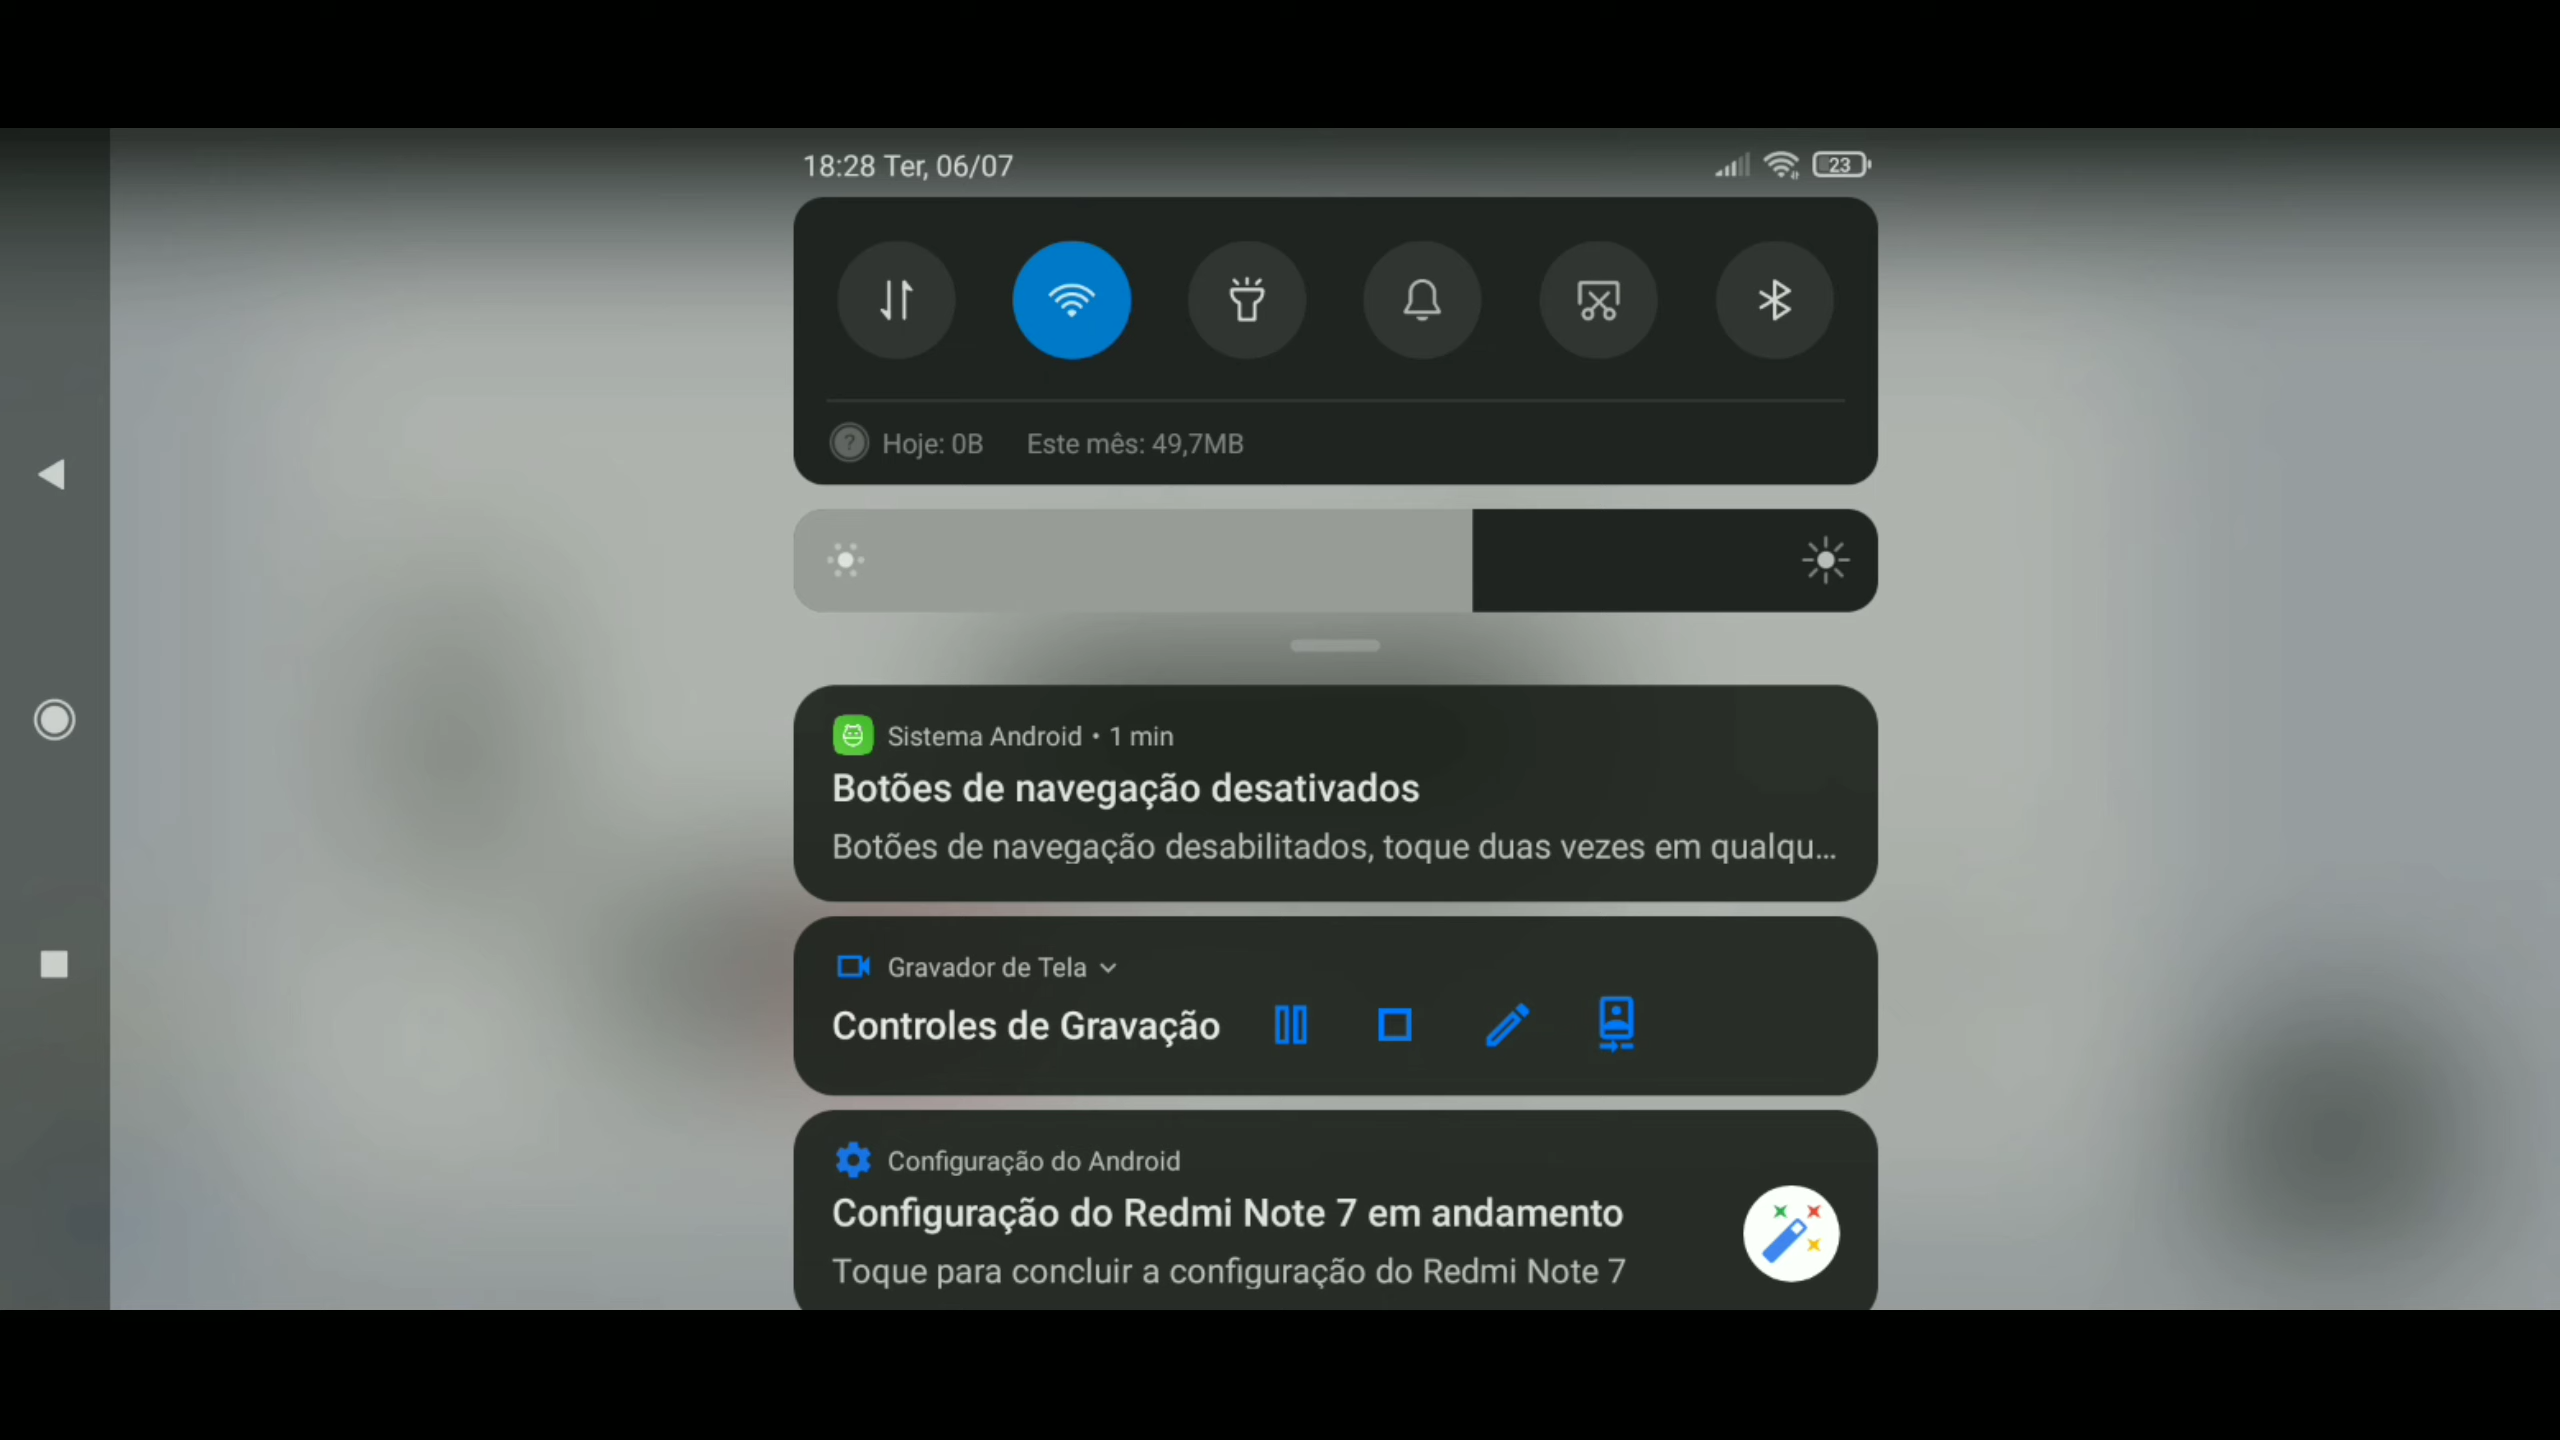 18:28 Ter, 06/07
23
Hoje: 0B Este mês: 49,7MB
Sistema Android • 1 min
Botões de navegação desativados
Botões de navegação desabilitados, toque duas vezes em qualqu...
Gravador de Tela
Controles de Gravação
Configuração do Android
Configuração do Redmi Note 7 em andamento
Toque para concluir a configuração do Redmi Note 7